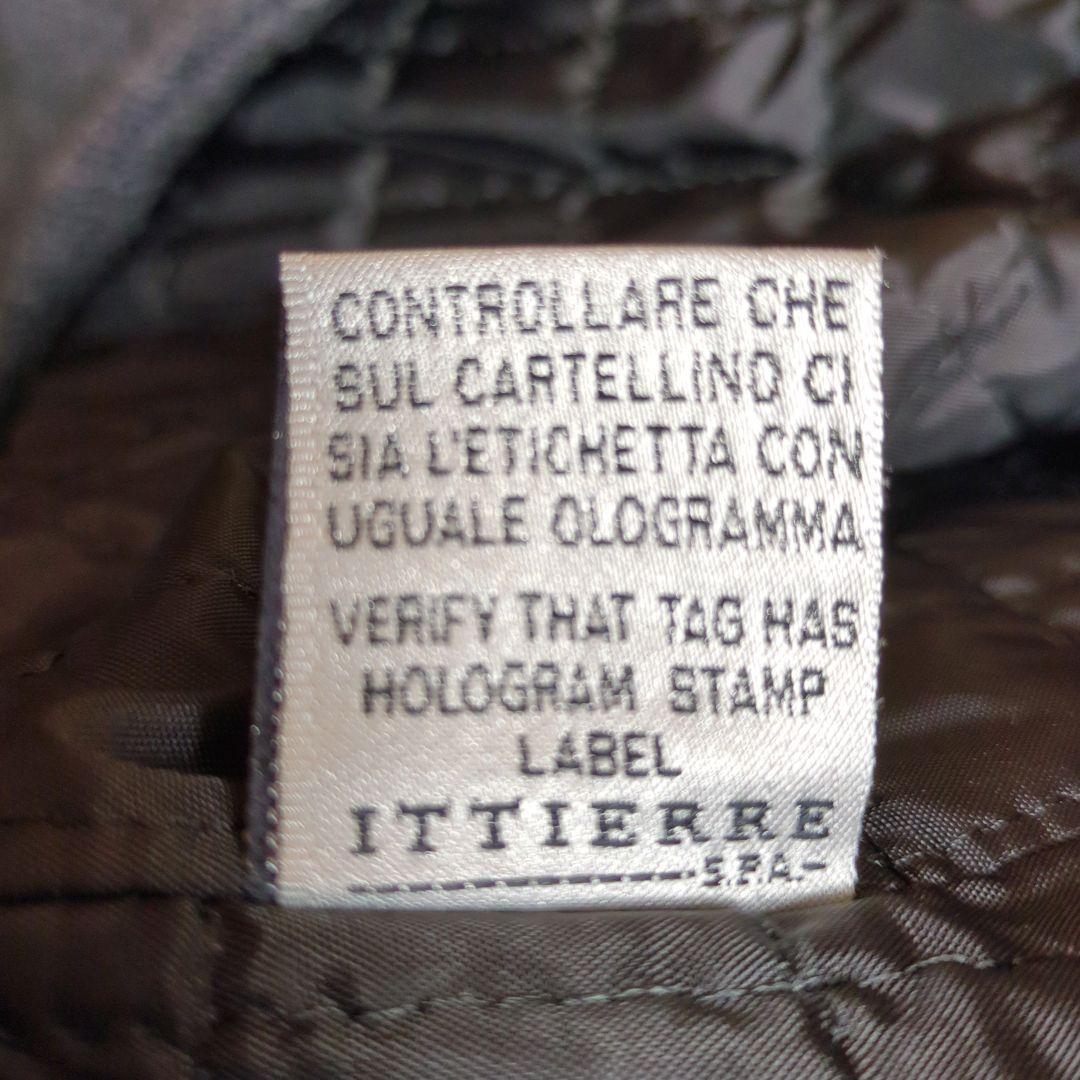 CONTROLLARE CHE
SUL CARTELLINO CI
SIA L'ETICHETTA CON
UGUALE OLOGRAMMA
VERIFY THAT TAG HAS
HOLOGRAM STAMP
LABEL
ITTIERRE
S.P.A.